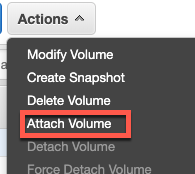 Actions
Modify Volume
Create Snapshot
Delete Volume
Attach Volume
Detach Volume
Force Detach Volume